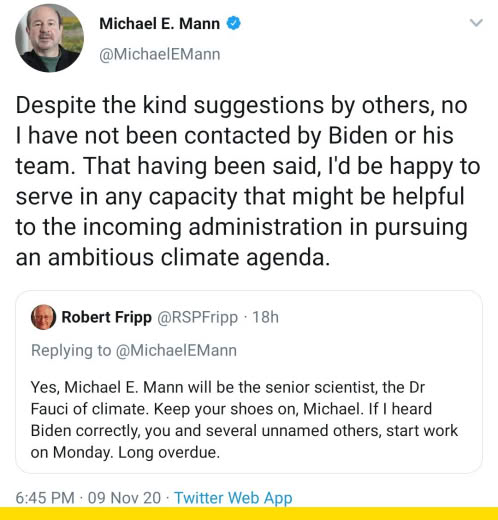 Michael E. Mann
@MichaelEMann
Despite the kind suggestions by others, no
I have not been contacted by Biden or his
team. That having been said, I'd be happy to
serve in any capacity that might be helpful
to the incoming administration in pursuing
an ambitious climate agenda.
Robert Fripp @RSPFripp · 18h
Replying to @MichaelEMann
Yes, Michael E. Mann will be the senior scientist, the Dr
Fauci of climate. Keep your shoes on, Michael. If I heard
Biden correctly, you and several unnamed others, start work
on Monday. Long overdue.
6:45 PM · 09 Nov 20 · Twitter Web App